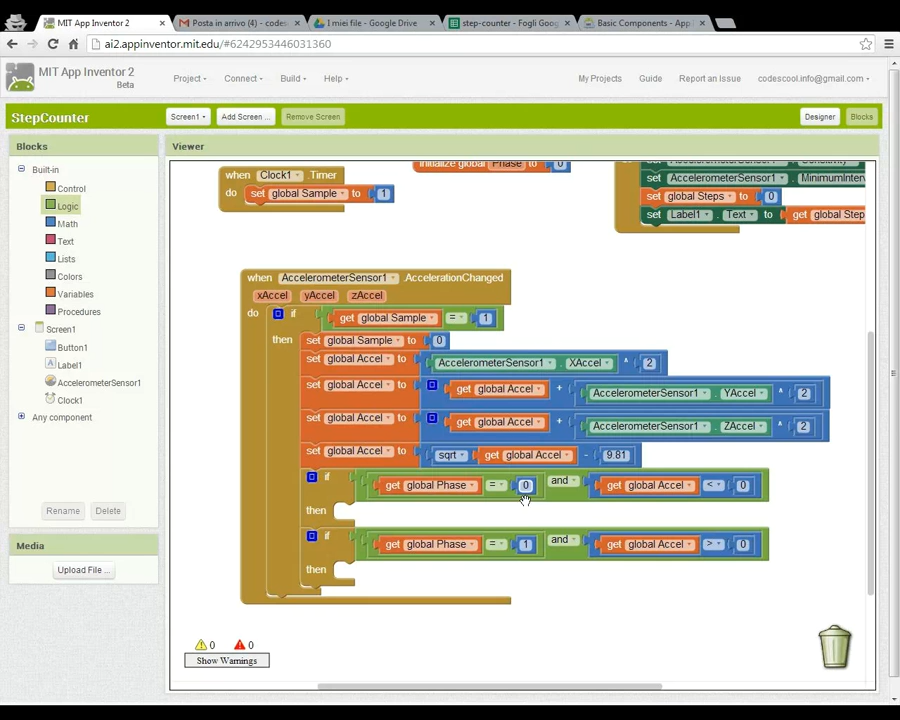 MIT App Inventor 2
Posta in arrivo (4) - codes
I miei file - Google Drive
step-counter - Fogli Goo
Basic Components - App
ai2.appinventor.mit.edu/#6242953446031360
MIT App Inventor 2
Beta
Project
Connect
Build
Help
My Projects
Guide
Report an Issue
codescool.info@gmail.com
StepCounter
Screen1
Add Screen ...
Remove Screen
Designer
Blocks
Blocks
Viewer
Built-in
Control
Logic
Math
Text
Lists
Colors
Variables
Procedures
Screen1
Button1
Label1
AccelerometerSensor1
Clock1
Any component
Rename
Delete
Media
Upload File ...
initialize global Phase to 0
when Clock1 .Timer
do set global Sample to 1
set AccelerometerSensor1 . Sensitivity
set AccelerometerSensor1 . MinimumInterv
set global Steps to 0
set Label1 . Text to get global Step
when AccelerometerSensor1 .AccelerationChanged
xAccel yAccel zAccel
do if get global Sample = 1
then set global Sample to 0
set global Accel to AccelerometerSensor1 . XAccel ^ 2
set global Accel to get global Accel + AccelerometerSensor1 . YAccel ^ 2
set global Accel to get global Accel + AccelerometerSensor1 . ZAccel ^ 2
set global Accel to sqrt get global Accel - 9.81
if get global Phase = 0 and get global Accel < 0
then
if get global Phase = 1 and get global Accel > 0
then
0 0
Show Warnings